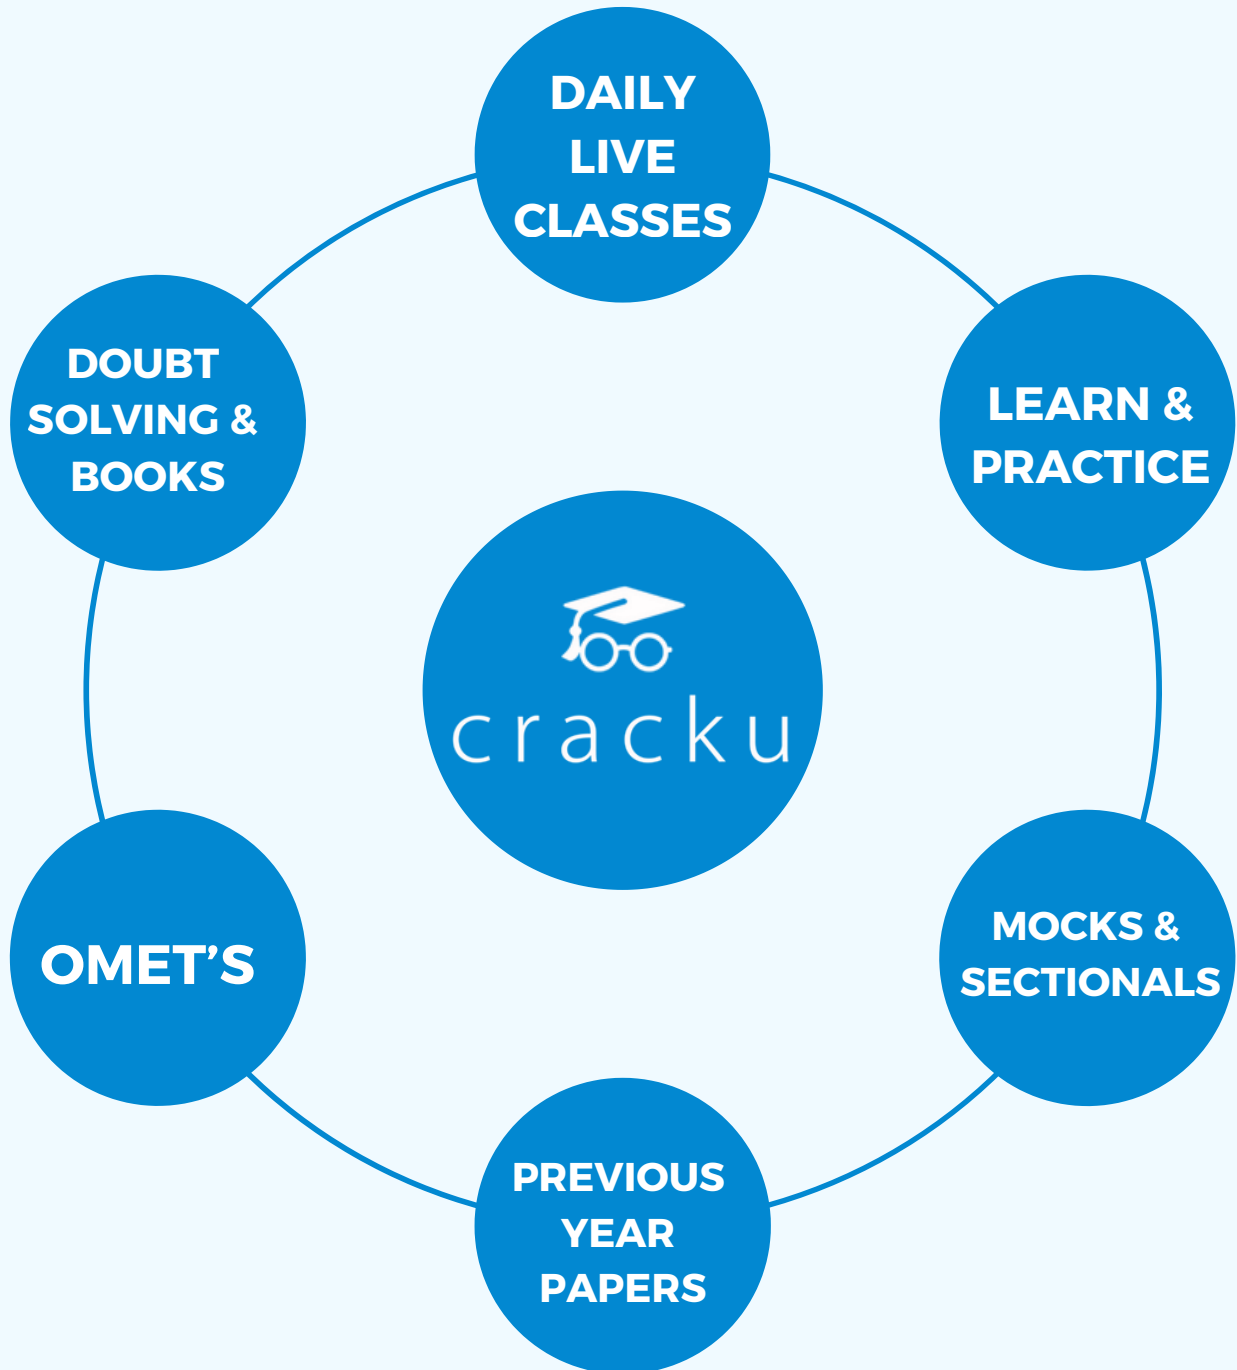 DAILY
LIVE
CLASSES
DOUBT
SOLVING &
BOOKS
LEARN &
PRACTICE
cracku
OMET’S
MOCKS &
SECTIONALS
PREVIOUS
YEAR
PAPERS